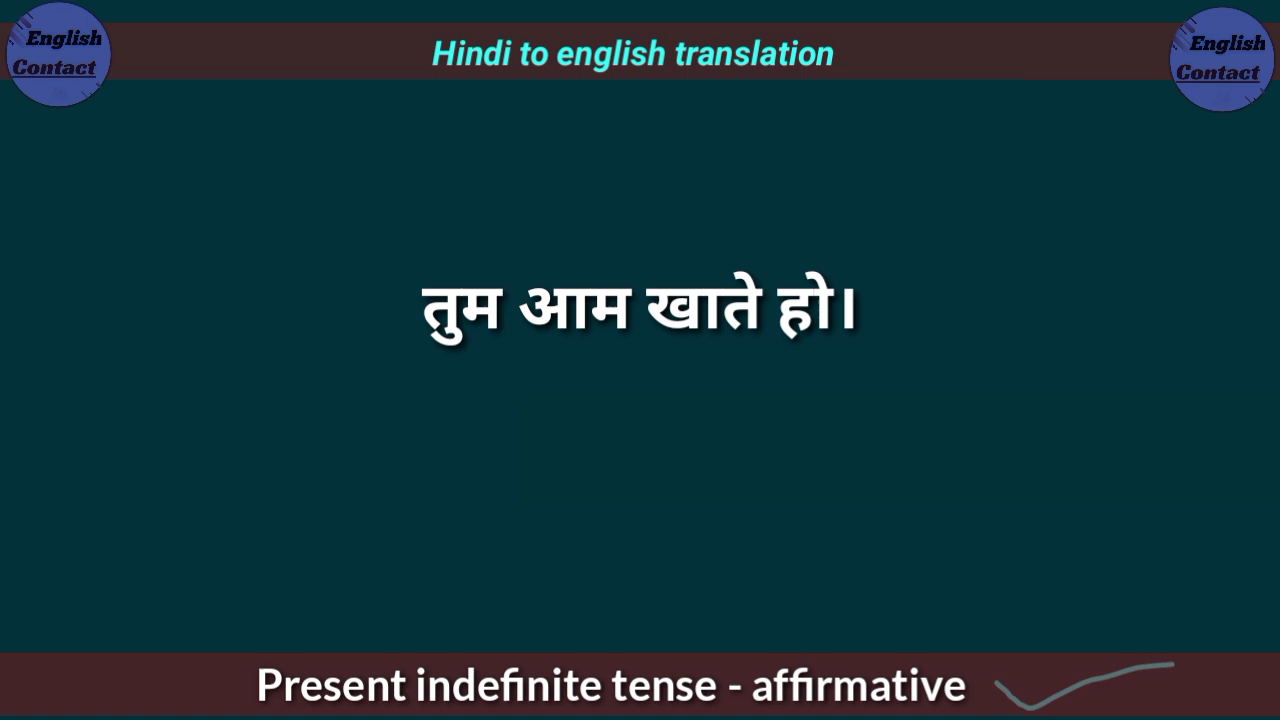 English
Contact
Hindi to english translation
English
Contact
तुम आम खाते हो।
Present indefinite tense - affirmative